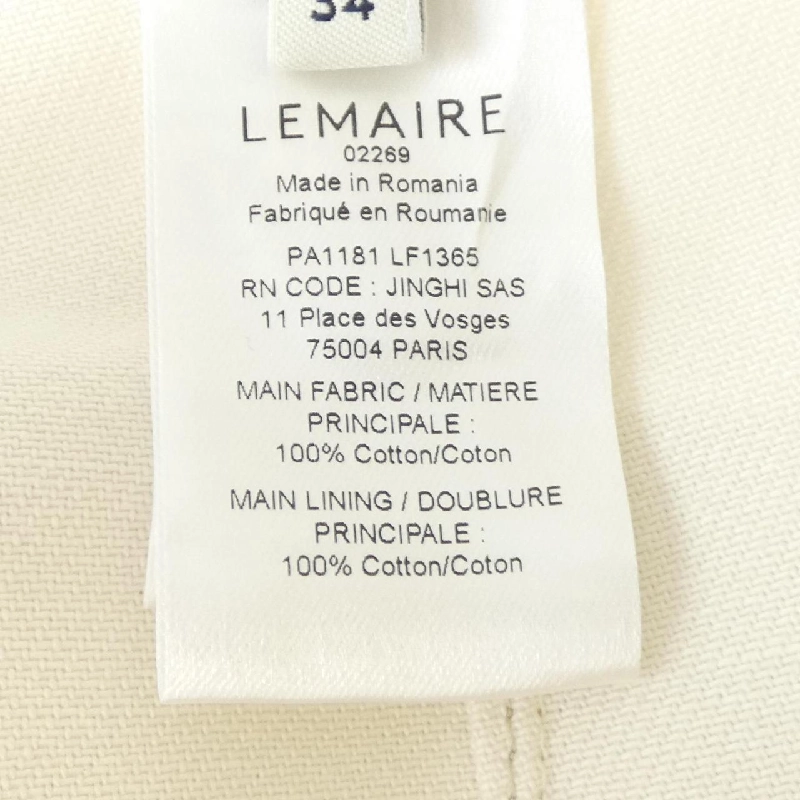 34
LEMAIRE
02269
Made in Romania
Fabriqué en Roumanie
PA1181 LF1365
RN CODE : JINGHI SAS
11 Place des Vosges
75004 PARIS
MAIN FABRIC / MATIERE
PRINCIPALE :
100% Cotton/Coton
MAIN LINING / DOUBLURE
PRINCIPALE :
100% Cotton/Coton